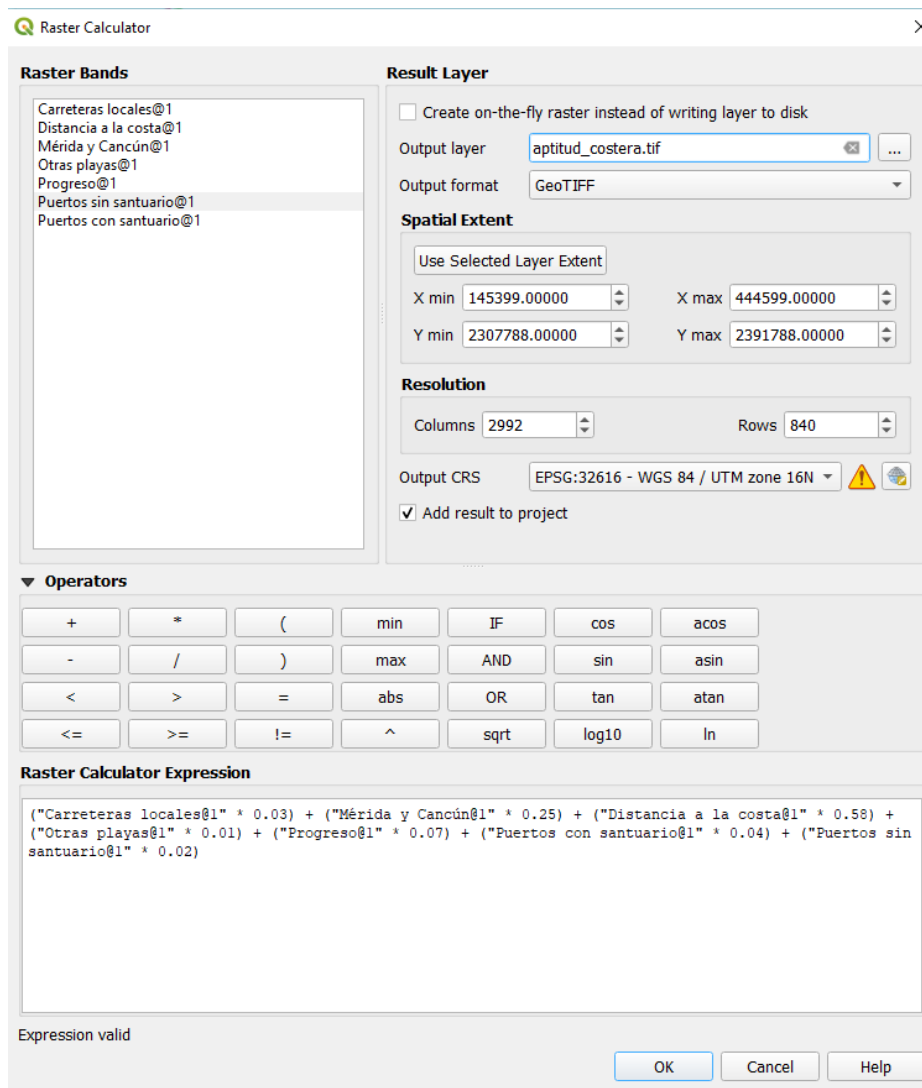 Raster Calculator
Raster Bands
Carreteras locales@1
Distancia a la costa@1
Mérida y Cancún@1
Otras playas@1
Progreso@1
Puertos sin santuario@1
Puertos con santuario@1
Result Layer
Create on-the-fly raster instead of writing layer to disk
Output layer aptitud_costera.tif ...
Output format GeoTIFF
Spatial Extent
Use Selected Layer Extent
X min 145399.00000 X max 444599.00000
Y min 2307788.00000 Y max 2391788.00000
Resolution
Columns 2992 Rows 840
Output CRS EPSG:32616 - WGS 84 / UTM zone 16N
Add result to project
Operators
+ * ( min IF cos acos
- / ) max AND sin asin
< > = abs OR tan atan
<= >= != ^ sqrt log10 ln
Raster Calculator Expression
("Carreteras locales@1" * 0.03) + ("Mérida y Cancún@1" * 0.25) + ("Distancia a la costa@1" * 0.58) +
("Otras playas@1" * 0.01) + ("Progreso@1" * 0.07) + ("Puertos con santuario@1" * 0.04) + ("Puertos sin
santuario@1" * 0.02)
Expression valid
OK Cancel Help